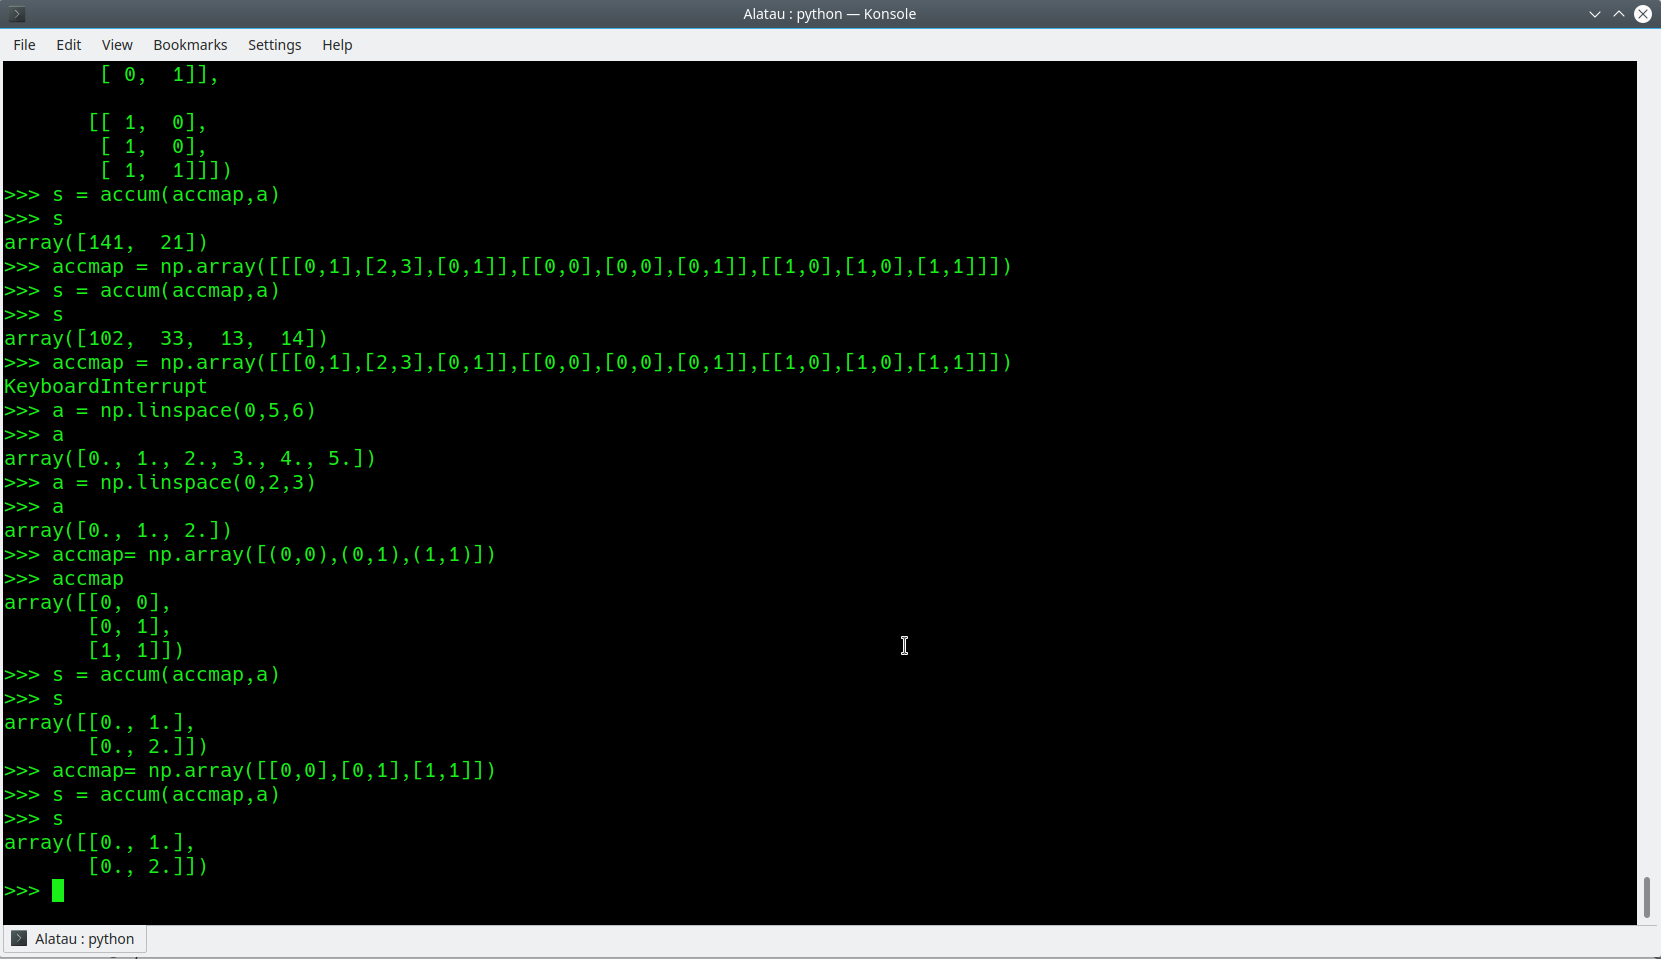 Alatau : python — Konsole
File Edit View Bookmarks Settings Help
        [ 0,  1]],
       [[ 1,  0],
        [ 1,  0],
        [ 1,  1]]])
>>> s = accum(accmap,a)
>>> s
array([141,  21])
>>> accmap = np.array([[[0,1],[2,3],[0,1]],[[0,0],[0,0],[0,1]],[[1,0],[1,0],[1,1]]])
>>> s = accum(accmap,a)
>>> s
array([102,  33,  13,  14])
>>> accmap = np.array([[[0,1],[2,3],[0,1]],[[0,0],[0,0],[0,1]],[[1,0],[1,0],[1,1]]])
KeyboardInterrupt
>>> a = np.linspace(0,5,6)
>>> a
array([0., 1., 2., 3., 4., 5.])
>>> a = np.linspace(0,2,3)
>>> a
array([0., 1., 2.])
>>> accmap= np.array([(0,0),(0,1),(1,1)])
>>> accmap
array([[0, 0],
       [0, 1],
       [1, 1]])
>>> s = accum(accmap,a)
>>> s
array([[0., 1.],
       [0., 2.]])
>>> accmap= np.array([[0,0],[0,1],[1,1]])
>>> s = accum(accmap,a)
>>> s
array([[0., 1.],
       [0., 2.]])
>>>
Alatau : python